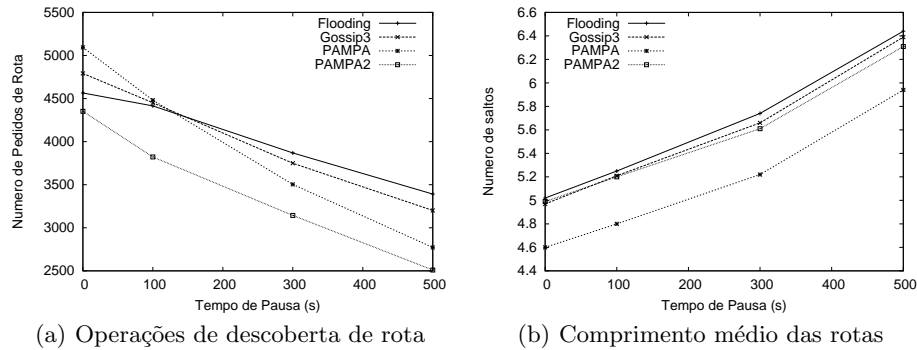 5500
5000
4500
4000
3500
3000
2500
Numero de Pedidos de Rota
Flooding
Gossip3
PAMPA
PAMPA2
0 100 200 300 400 500
Tempo de Pausa (s)
(a) Operações de descoberta de rota
6.6
6.4
6.2
6
5.8
5.6
5.4
5.2
5
4.8
4.6
4.4
Numero de saltos
Flooding
Gossip3
PAMPA
PAMPA2
0 100 200 300 400 500
Tempo de Pausa (s)
(b) Comprimento médio das rotas